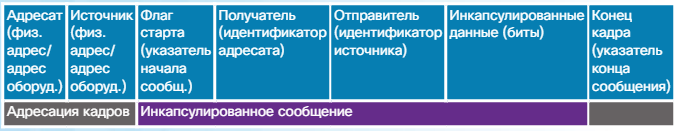 Адресат
(физ.
адрес/
адрес
оборуд.)
Источник
(физ.
адрес/
адрес
оборуд.)
Флаг
старта
(указатель
начала
сообщ.)
Получатель
(идентификатор
адресата)
Отправитель
(идентификатор
источника)
Инкапсулированные
данные (биты)
Конец
кадра
(указатель
конца
сообщения)
Адресация кадров
Инкапсулированное сообщение